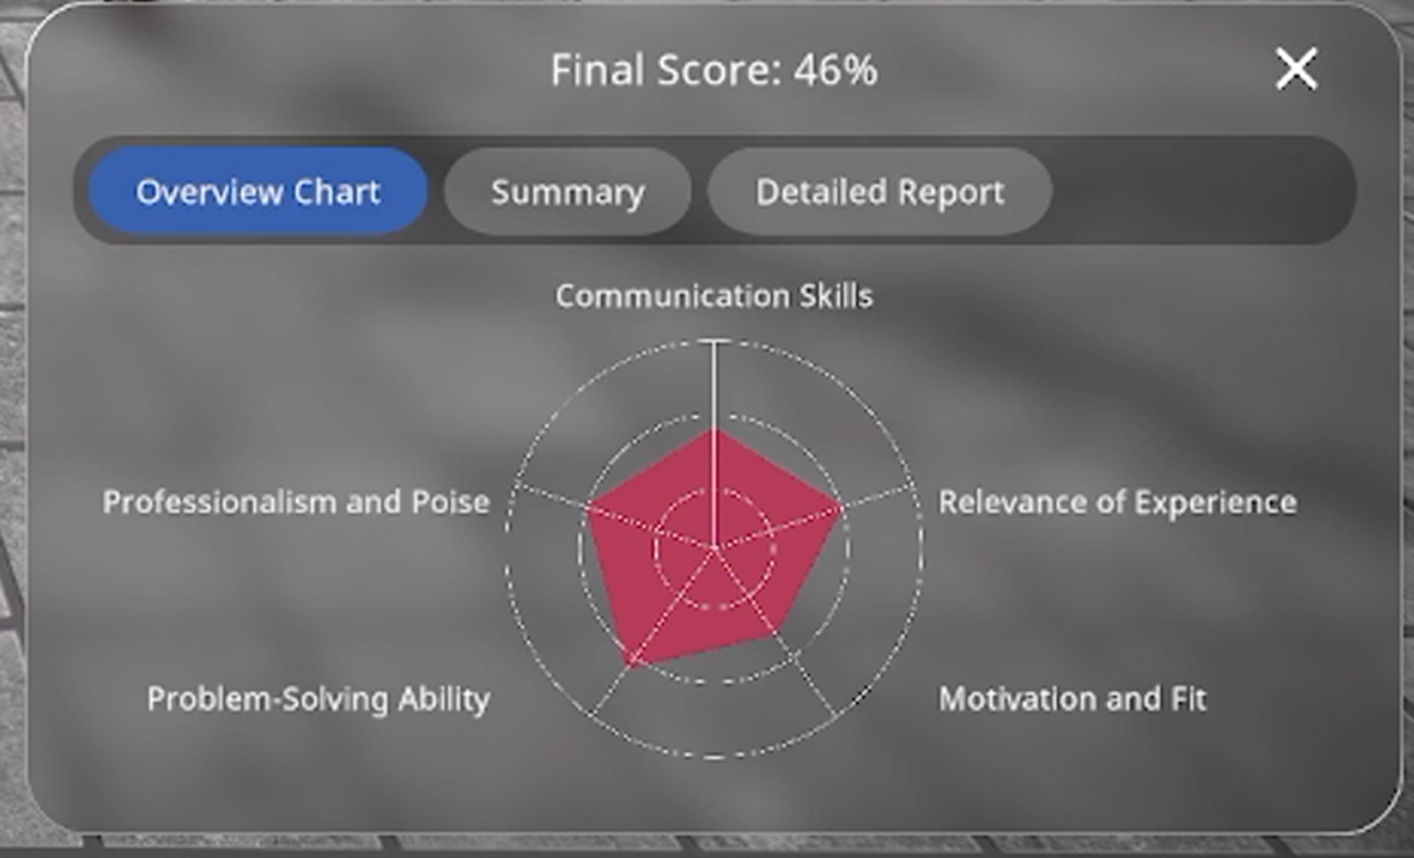 Final Score: 46%
Overview Chart
Summary
Detailed Report
Communication Skills
Professionalism and Poise
Relevance of Experience
Problem-Solving Ability
Motivation and Fit